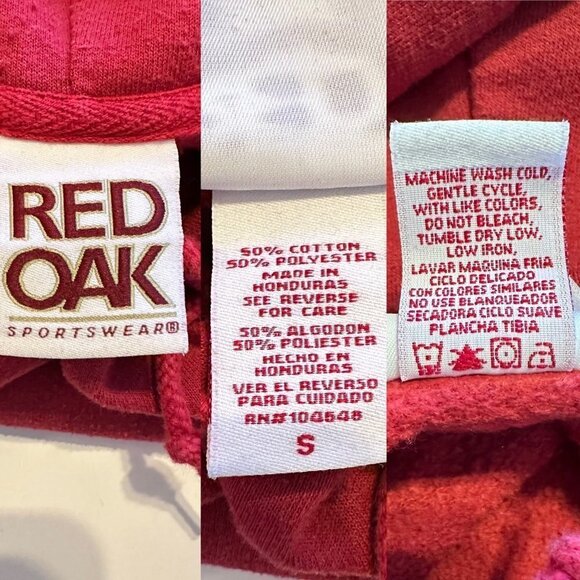 RED
OAK
SPORTSWEAR®
50% COTTON
50% POLYESTER
MADE IN
HONDURAS
SEE REVERSE
FOR CARE
50% ALGODON
50% POLIESTER
HECHO EN
HONDURAS
VER EL REVERSO
PARA CUIDADO
RN#104648
S
MACHINE WASH COLD,
GENTLE CYCLE,
WITH LIKE COLORS,
DO NOT BLEACH,
TUMBLE DRY LOW,
LOW IRON,
LAVAR MAQUINA FRIA
CICLO DELICADO
CON COLORES SIMILARES
NO USE BLANQUEADOR
SECADORA CICLO SUAVE
PLANCHA TIBIA